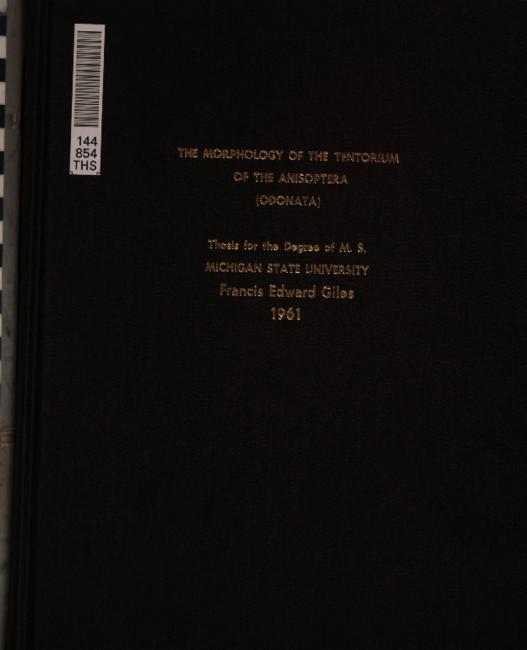 144
854
THS
THE MORPHOLOGY OF THE TENTORIUM
OF THE ANISOPTERA
(ODONATA)
Thesis for the Degree of M. S.
MICHIGAN STATE UNIVERSITY
Francis Edward Giles
1961